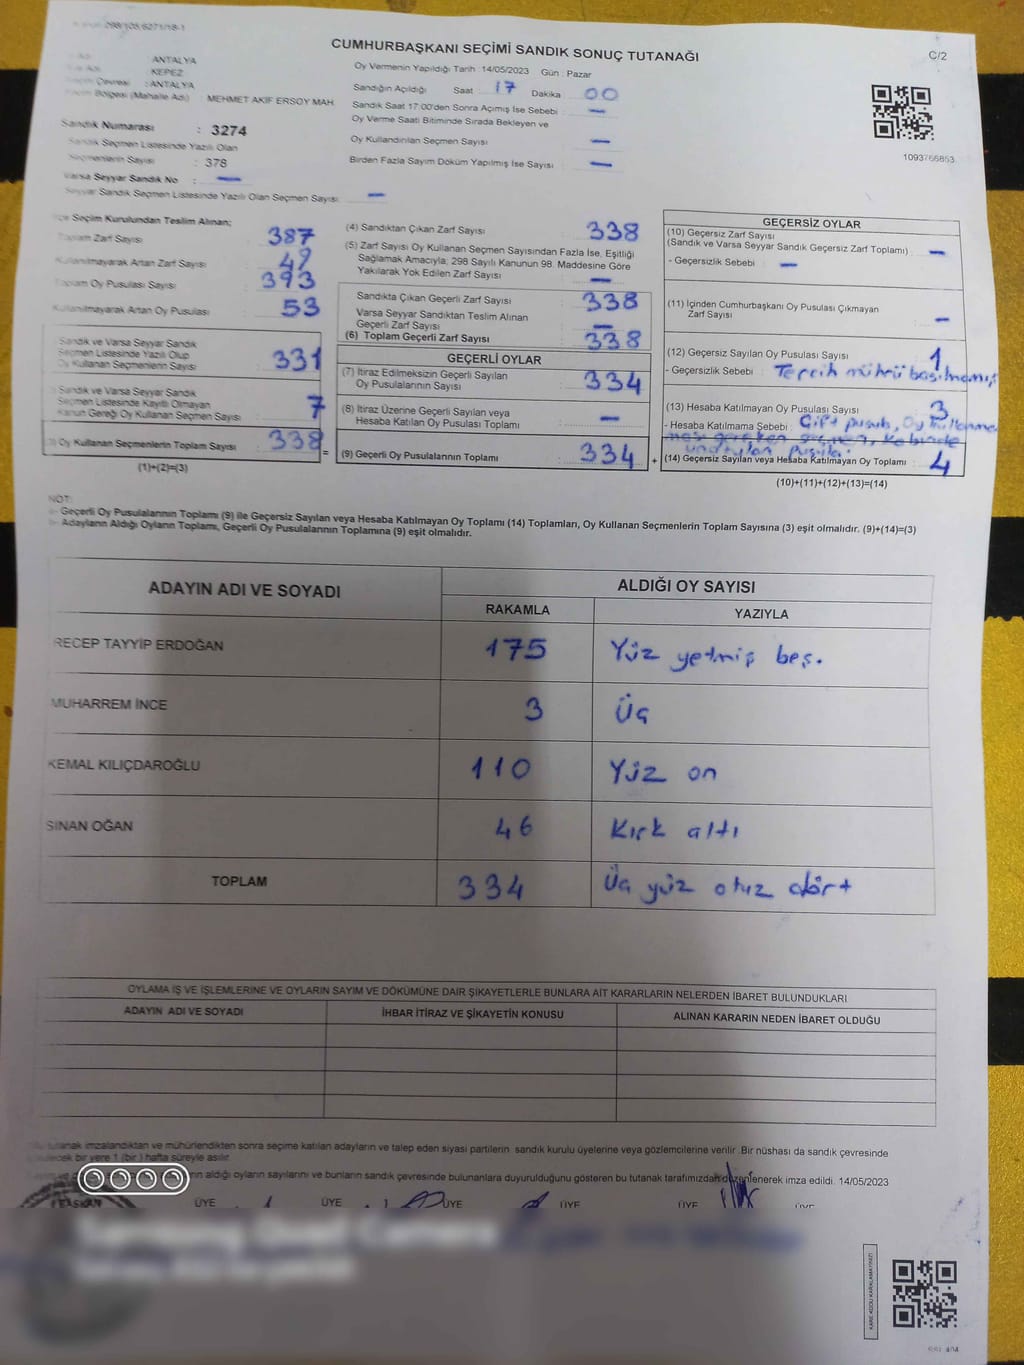 098/105/6271/18-1
CUMHURBAŞKANI SEÇİMİ SANDIK SONUÇ TUTANAĞI
C/2
ANTALYA
KEPEZ
Çevresi : ANTALYA
Bölgesi (Mahalle Adı) : MEHMET AKİF ERSOY MAH.
Sandık Numarası : 3274
Sandık Seçmen Listesinde Yazılı Olan
Seçmenlerin Sayısı : 378
Varsa Seyyar Sandık No : —
Seyyar Sandık Seçmen Listesinde Yazılı Olan Seçmen Sayısı : —
Oy Vermenin Yapıldığı Tarih : 14/05/2023 Gün : Pazar
Sandığın Açıldığı Saat : 17 Dakika : 00
Sandık Saat 17:00'den Sonra Açılmış İse Sebebi : —
Oy Verme Saati Bitiminde Sırada Bekleyen ve
Oy Kullandırılan Seçmen Sayısı : —
Birden Fazla Sayım Döküm Yapılmış İse Sayısı : —
1093766853
İlçe Seçim Kurulundan Teslim Alınan;
Toplam Zarf Sayısı : 387
Kullanılmayarak Artan Zarf Sayısı : 49
Toplam Oy Pusulası Sayısı : 393
Kullanılmayarak Artan Oy Pusulası : 53
Sandık ve Varsa Seyyar Sandık
Seçmen Listesinde Yazılı Olup
Oy Kullanan Seçmenlerin Sayısı : 331
Sandık ve Varsa Seyyar Sandık
Seçmen Listesinde Kayıtlı Olmayan
Kanun Gereği Oy Kullanan Seçmen Sayısı : 7
Oy Kullanan Seçmenlerin Toplam Sayısı : 338
(1)+(2)=(3)
(4) Sandıktan Çıkan Zarf Sayısı : 338
(5) Zarf Sayısı Oy Kullanan Seçmen Sayısından Fazla İse, Eşitliği
Sağlamak Amacıyla, 298 Sayılı Kanunun 98. Maddesine Göre
Yakılarak Yok Edilen Zarf Sayısı : —
Sandıkta Çıkan Geçerli Zarf Sayısı : 338
Varsa Seyyar Sandıktan Teslim Alınan
Geçerli Zarf Sayısı : —
(6) Toplam Geçerli Zarf Sayısı : 338
GEÇERLİ OYLAR
(7) İtiraz Edilmeksizin Geçerli Sayılan
Oy Pusulalarının Sayısı : 334
(8) İtiraz Üzerine Geçerli Sayılan veya
Hesaba Katılan Oy Pusulası Toplamı : —
=
(9) Geçerli Oy Pusulalarının Toplamı : 334
+
GEÇERSİZ OYLAR
(10) Geçersiz Zarf Sayısı
(Sandık ve Varsa Seyyar Sandık Geçersiz Zarf Toplamı) : —
- Geçersizlik Sebebi : —
(11) İçinden Cumhurbaşkanı Oy Pusulası Çıkmayan
Zarf Sayısı : —
(12) Geçersiz Sayılan Oy Pusulası Sayısı : 1
- Geçersizlik Sebebi : Tercih mührü basılmamış
(13) Hesaba Katılmayan Oy Pusulası Sayısı : 3
- Hesaba Katılmama Sebebi : Çift pusula, Oy kullanma
ması gereken seçmen, Kabinde
unutulan pusula.
(14) Geçersiz Sayılan veya Hesaba Katılmayan Oy Toplamı : 4
(10)+(11)+(12)+(13)=(14)
NOT:
- Geçerli Oy Pusulalarının Toplamı (9) ile Geçersiz Sayılan veya Hesaba Katılmayan Oy Toplamı (14) Toplamları, Oy Kullanan Seçmenlerin Toplam Sayısına (3) eşit olmalıdır. (9)+(14)=(3)
- Adayların Aldığı Oyların Toplamı, Geçerli Oy Pusulalarının Toplamına (9) eşit olmalıdır.
ADAYIN ADI VE SOYADI
ALDIĞI OY SAYISI
RAKAMLA YAZIYLA
RECEP TAYYİP ERDOĞAN 175 Yüz yetmiş beş.
MUHARREM İNCE 3 Üç
KEMAL KILIÇDAROĞLU 110 Yüz on
SİNAN OĞAN 46 Kırk altı
TOPLAM 334 Üç yüz otuz dört
OYLAMA İŞ VE İŞLEMLERİNE VE OYLARIN SAYIM VE DÖKÜMÜNE DAİR ŞİKAYETLERLE BUNLARA AİT KARARLARIN NELERDEN İBARET BULUNDUKLARI
ADAYIN ADI VE SOYADI İHBAR İTİRAZ VE ŞİKAYETİN KONUSU ALINAN KARARIN NEDEN İBARET OLDUĞU
tutanak imzalandıktan ve mühürlendikten sonra seçime katılan adayların ve talep eden siyasi partilerin sandık kurulu üyelerine veya gözlemcilerine verilir. Bir nüshası da sandık çevresinde
bir yere 1 (bir) hafta süreyle asılır.
aldığı oyların sayılarını ve bunların sandık çevresinde bulunanlara duyurulduğunu gösteren bu tutanak tarafımızdan düzenlenerek imza edildi. 14/05/2023
BAŞKAN ÜYE ÜYE ÜYE ÜYE ÜYE ÜYE